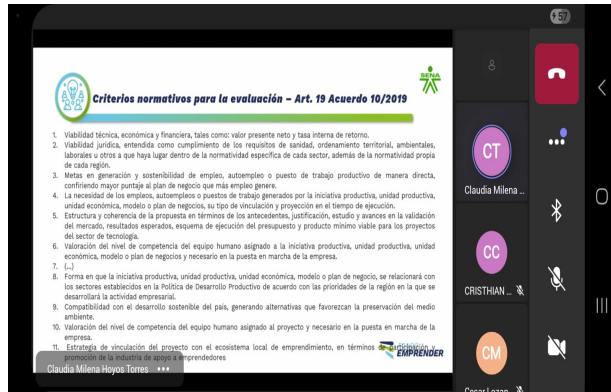 57
SENA
Criterios normativos para la evaluación – Art. 19 Acuerdo 10/2019
1. Viabilidad técnica, económica y financiera, tales como: valor presente neto y tasa interna de retorno.
2. Viabilidad jurídica, entendida como cumplimiento de los requisitos de sanidad, ordenamiento territorial, ambientales,
laborales u otros a que haya lugar dentro de la normatividad específica de cada sector, además de la normatividad propia
de cada región.
3. Metas en generación y sostenibilidad de empleo, autoempleo o puesto de trabajo productivo de manera directa,
confiriendo mayor puntaje al plan de negocio que más empleo genere.
4. La necesidad de los empleos, autoempleos o puestos de trabajo generados por la iniciativa productiva, unidad productiva,
unidad económica, modelo o plan de negocios, su tipo de vinculación y proyección en el tiempo de ejecución.
5. Estructura y coherencia de la propuesta en términos de los antecedentes, justificación, estudio y avances en la validación
del mercado, resultados esperados, esquema de ejecución del presupuesto y producto mínimo viable para los proyectos
del sector de tecnología.
6. Valoración del nivel de competencia del equipo humano asignado a la iniciativa productiva, unidad productiva, unidad
económica, modelo o plan de negocios y necesario en la puesta en marcha de la empresa.
7. (...)
8. Forma en que la iniciativa productiva, unidad productiva, unidad económica, modelo o plan de negocio, se relacionará con
los sectores establecidos en la Política de Desarrollo Productivo de acuerdo con las prioridades de la región en la que se
desarrollará la actividad empresarial.
9. Compatibilidad con el desarrollo sostenible del país, generando alternativas que favorezcan la preservación del medio
ambiente.
10. Valoración del nivel de competencia del equipo humano asignado al proyecto y necesario en la puesta en marcha de la
empresa.
11. Estrategia de vinculación del proyecto con el ecosistema local de emprendimiento, en términos de participación y
promoción de la industria de apoyo a emprendedores
EMPRENDER
Claudia Milena Hoyos Torres
CT
Claudia Milena ...
CC
CRISTHIAN ...
CM
Cesar Lozan...